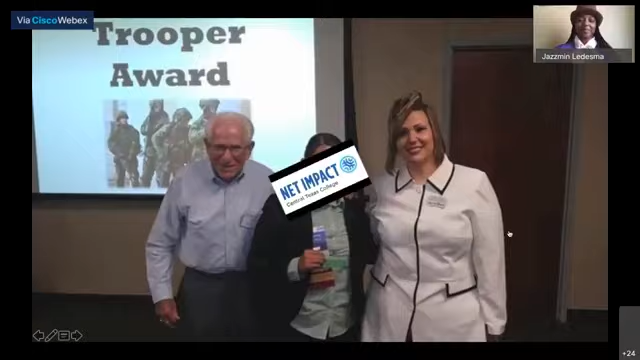 Via Cisco Webex
Trooper
Award
NET IMPACT
Central Texas College
Jazzmin Ledesma
+24